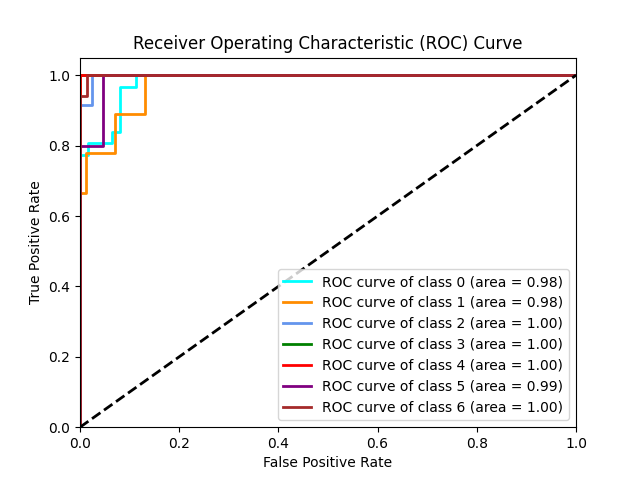 Receiver Operating Characteristic (ROC) Curve
True Positive Rate
1.0
0.8
0.6
0.4
0.2
0.0
0.0 0.2 0.4 0.6 0.8 1.0
False Positive Rate
ROC curve of class 0 (area = 0.98)
ROC curve of class 1 (area = 0.98)
ROC curve of class 2 (area = 1.00)
ROC curve of class 3 (area = 1.00)
ROC curve of class 4 (area = 1.00)
ROC curve of class 5 (area = 0.99)
ROC curve of class 6 (area = 1.00)